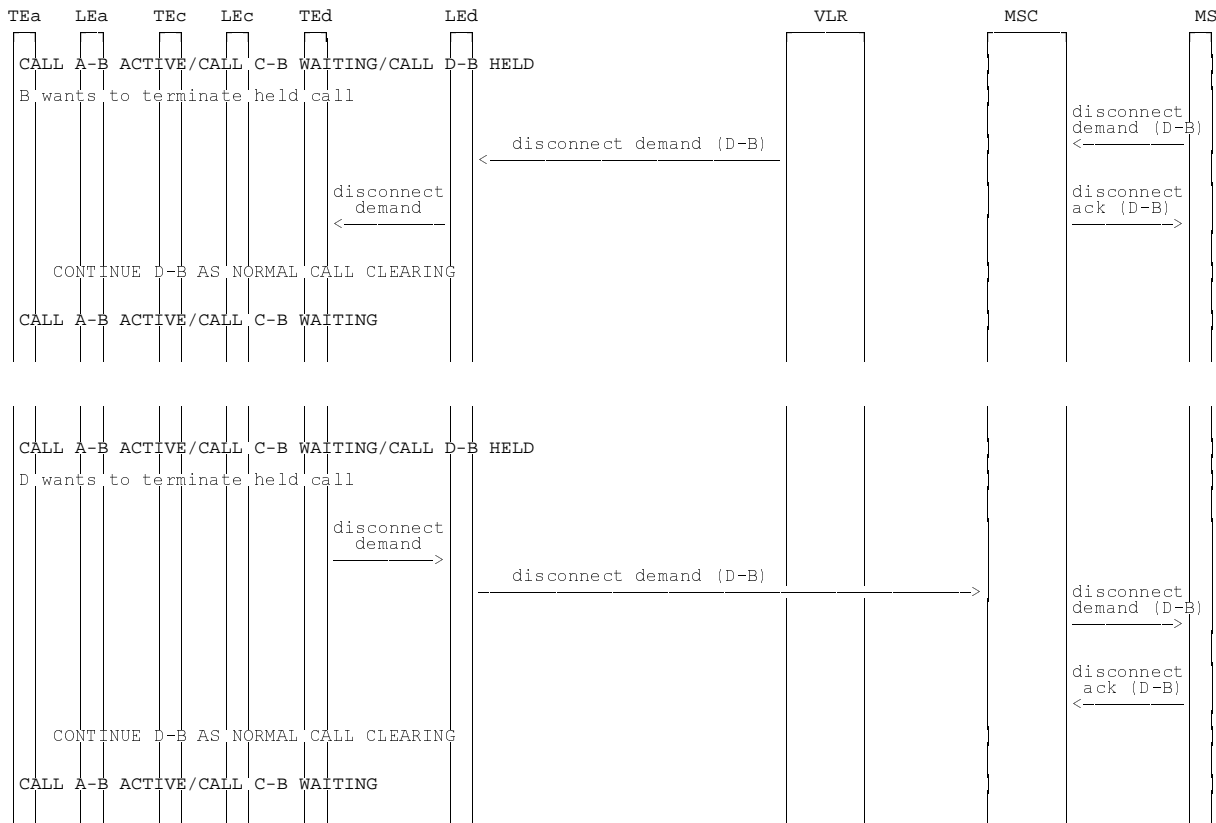 TEa LEa TEc LEc TEd LEd VLR MSC MS
CALL A-B ACTIVE/CALL C-B WAITING/CALL D-B HELD
B wants to terminate held call
disconnect
demand (D-B)
disconnect demand (D-B)
disconnect
demand
disconnect
ack (D-B)
CONTINUE D-B AS NORMAL CALL CLEARING
CALL A-B ACTIVE/CALL C-B WAITING
CALL A-B ACTIVE/CALL C-B WAITING/CALL D-B HELD
D wants to terminate held call
disconnect
demand
disconnect demand (D-B)
disconnect
demand (D-B)
disconnect
ack (D-B)
CONTINUE D-B AS NORMAL CALL CLEARING
CALL A-B ACTIVE/CALL C-B WAITING